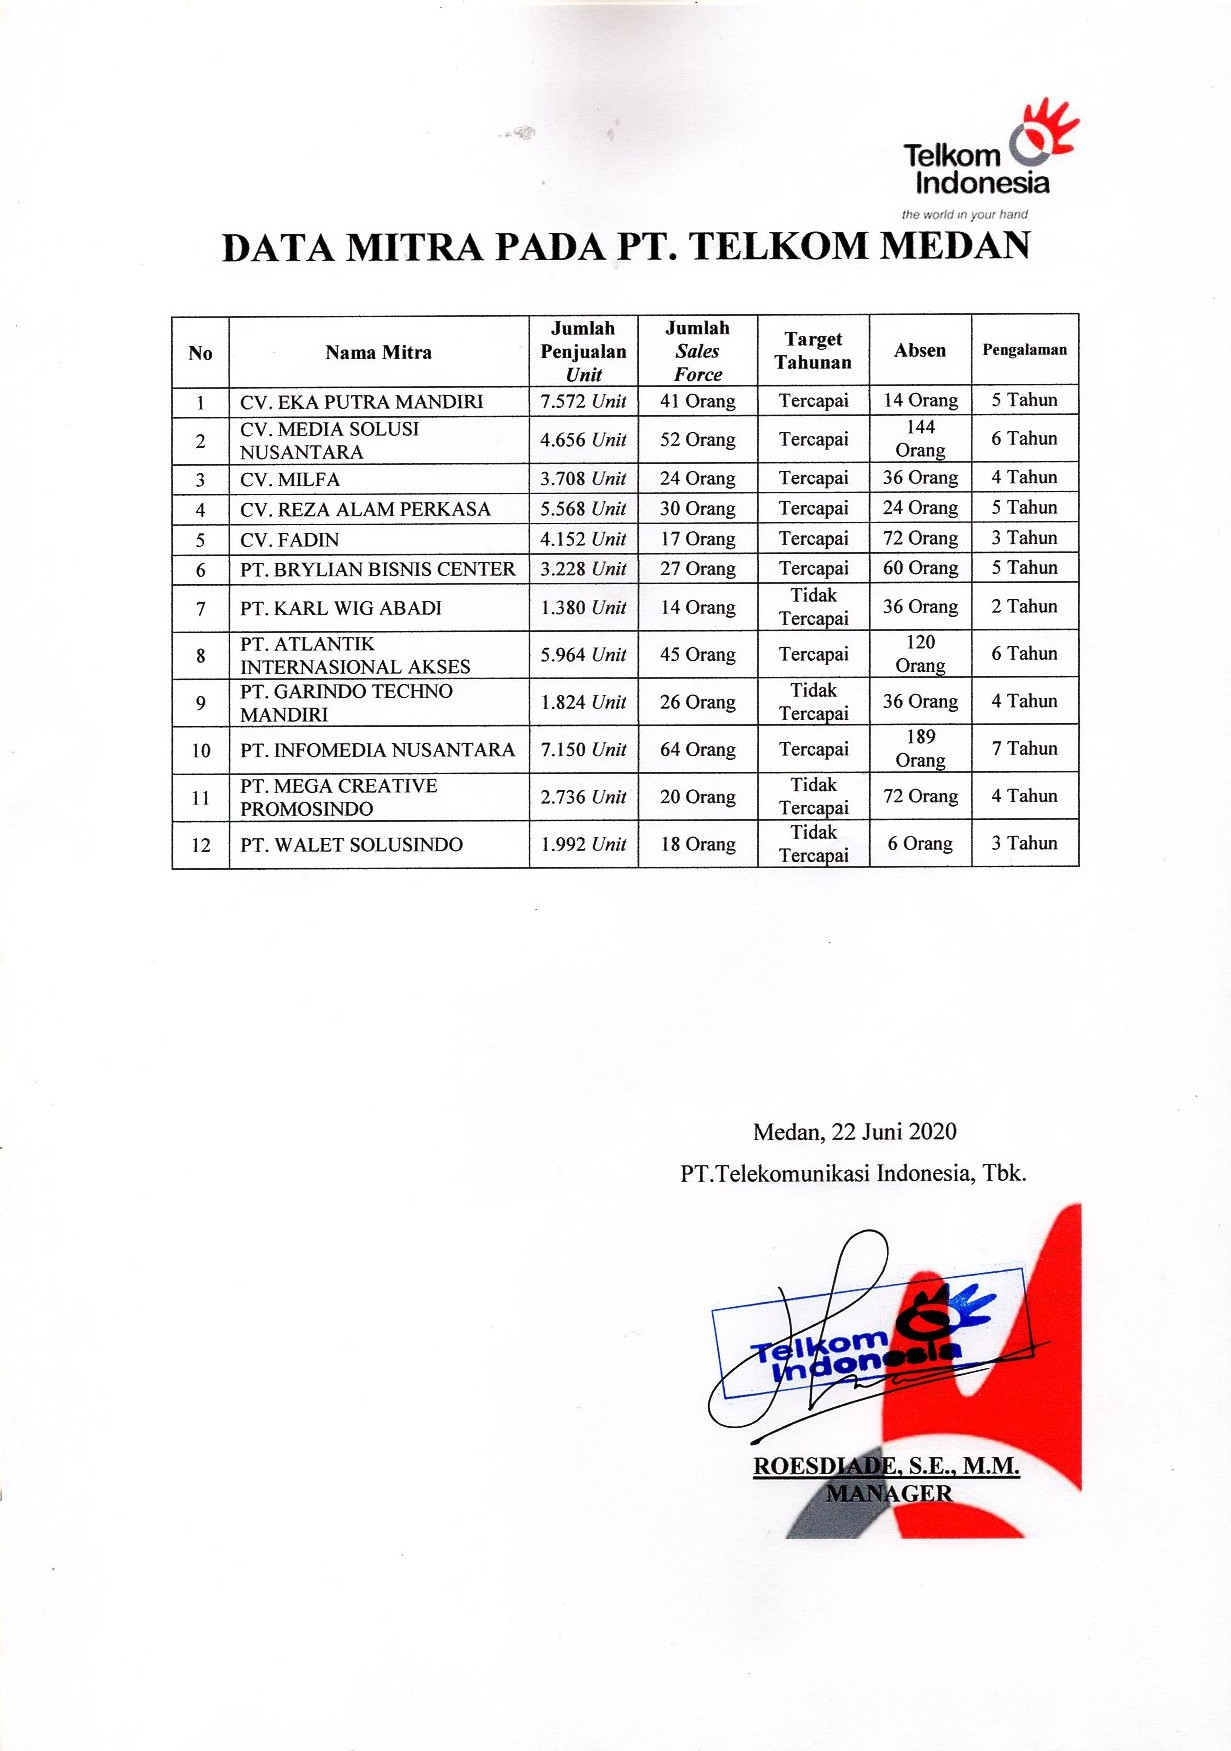 Telkom
Indonesia
the world in your hand
DATA MITRA PADA PT. TELKOM MEDAN
No Nama Mitra Jumlah Penjualan Unit Jumlah Sales Force Target Tahunan Absen Pengalaman
1 CV. EKA PUTRA MANDIRI 7.572 Unit 41 Orang Tercapai 14 Orang 5 Tahun
2 CV. MEDIA SOLUSI NUSANTARA 4.656 Unit 52 Orang Tercapai 144 Orang 6 Tahun
3 CV. MILFA 3.708 Unit 24 Orang Tercapai 36 Orang 4 Tahun
4 CV. REZA ALAM PERKASA 5.568 Unit 30 Orang Tercapai 24 Orang 5 Tahun
5 CV. FADIN 4.152 Unit 17 Orang Tercapai 72 Orang 3 Tahun
6 PT. BRYLIAN BISNIS CENTER 3.228 Unit 27 Orang Tercapai 60 Orang 5 Tahun
7 PT. KARL WIG ABADI 1.380 Unit 14 Orang Tidak Tercapai 36 Orang 2 Tahun
8 PT. ATLANTIK INTERNASIONAL AKSES 5.964 Unit 45 Orang Tercapai 120 Orang 6 Tahun
9 PT. GARINDO TECHNO MANDIRI 1.824 Unit 26 Orang Tidak Tercapai 36 Orang 4 Tahun
10 PT. INFOMEDIA NUSANTARA 7.150 Unit 64 Orang Tercapai 189 Orang 7 Tahun
11 PT. MEGA CREATIVE PROMOSINDO 2.736 Unit 20 Orang Tidak Tercapai 72 Orang 4 Tahun
12 PT. WALET SOLUSINDO 1.992 Unit 18 Orang Tidak Tercapai 6 Orang 3 Tahun
Medan, 22 Juni 2020
PT.Telekomunikasi Indonesia, Tbk.
Telkom
Indonesia
ROESDIADE, S.E., M.M.
MANAGER